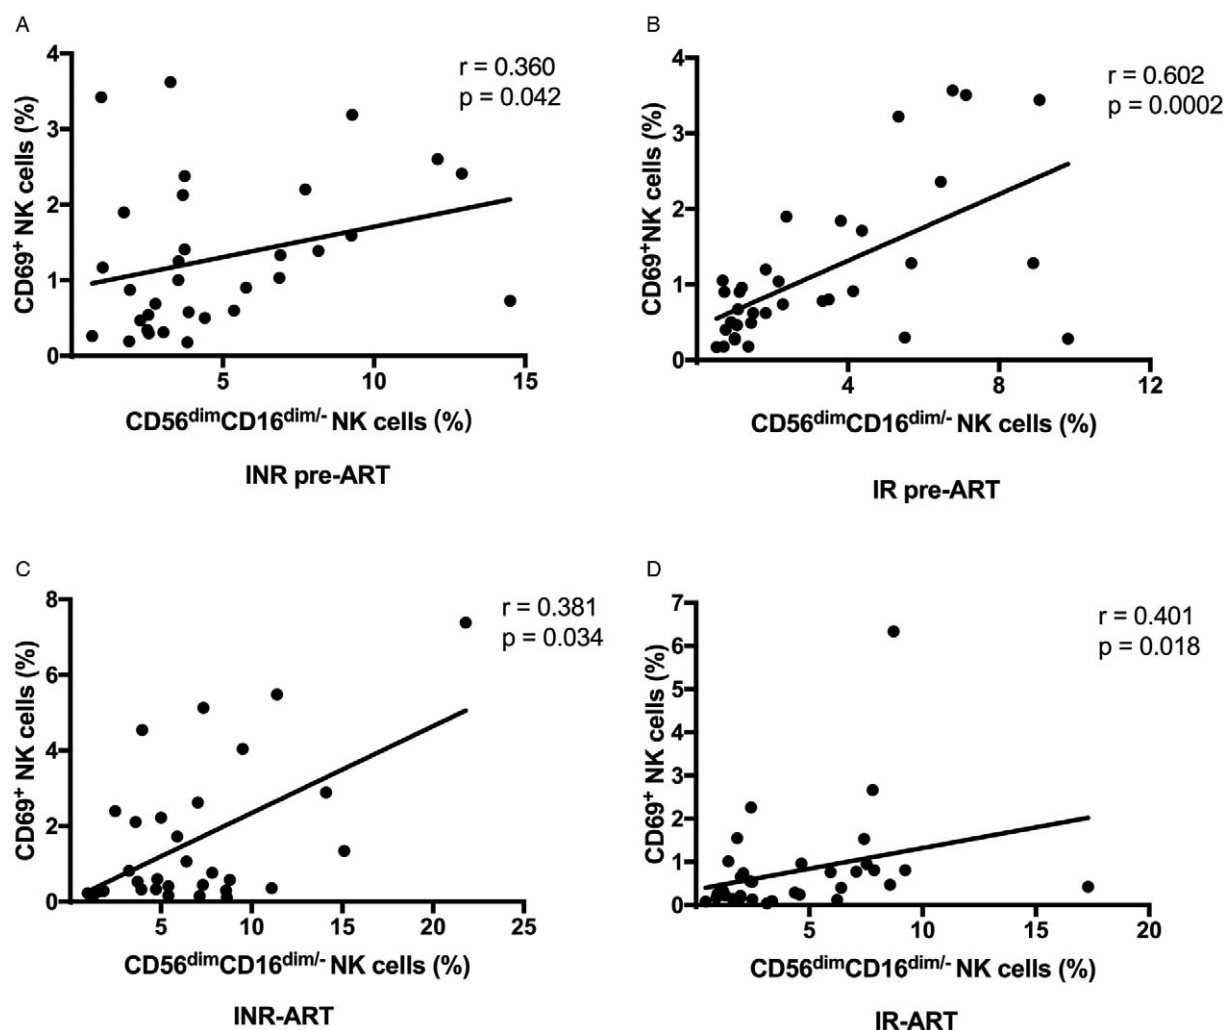 A
r = 0.360
p = 0.042
CD69⁺ NK cells (%)
4
3
2
1
0
5
10
15
CD56ᵈⁱᵐCD16ᵈⁱᵐ/⁻ NK cells (%)
INR pre-ART
B
r = 0.602
p = 0.0002
CD69⁺NK cells (%)
4
3
2
1
0
4
8
12
CD56ᵈⁱᵐCD16ᵈⁱᵐ/⁻ NK cells (%)
IR pre-ART
C
r = 0.381
p = 0.034
CD69⁺ NK cells (%)
8
6
4
2
0
5
10
15
20
25
CD56ᵈⁱᵐCD16ᵈⁱᵐ/⁻ NK cells (%)
INR-ART
D
r = 0.401
p = 0.018
CD69⁺ NK cells (%)
7
6
5
4
3
2
1
0
5
10
15
20
CD56ᵈⁱᵐCD16ᵈⁱᵐ/⁻ NK cells (%)
IR-ART